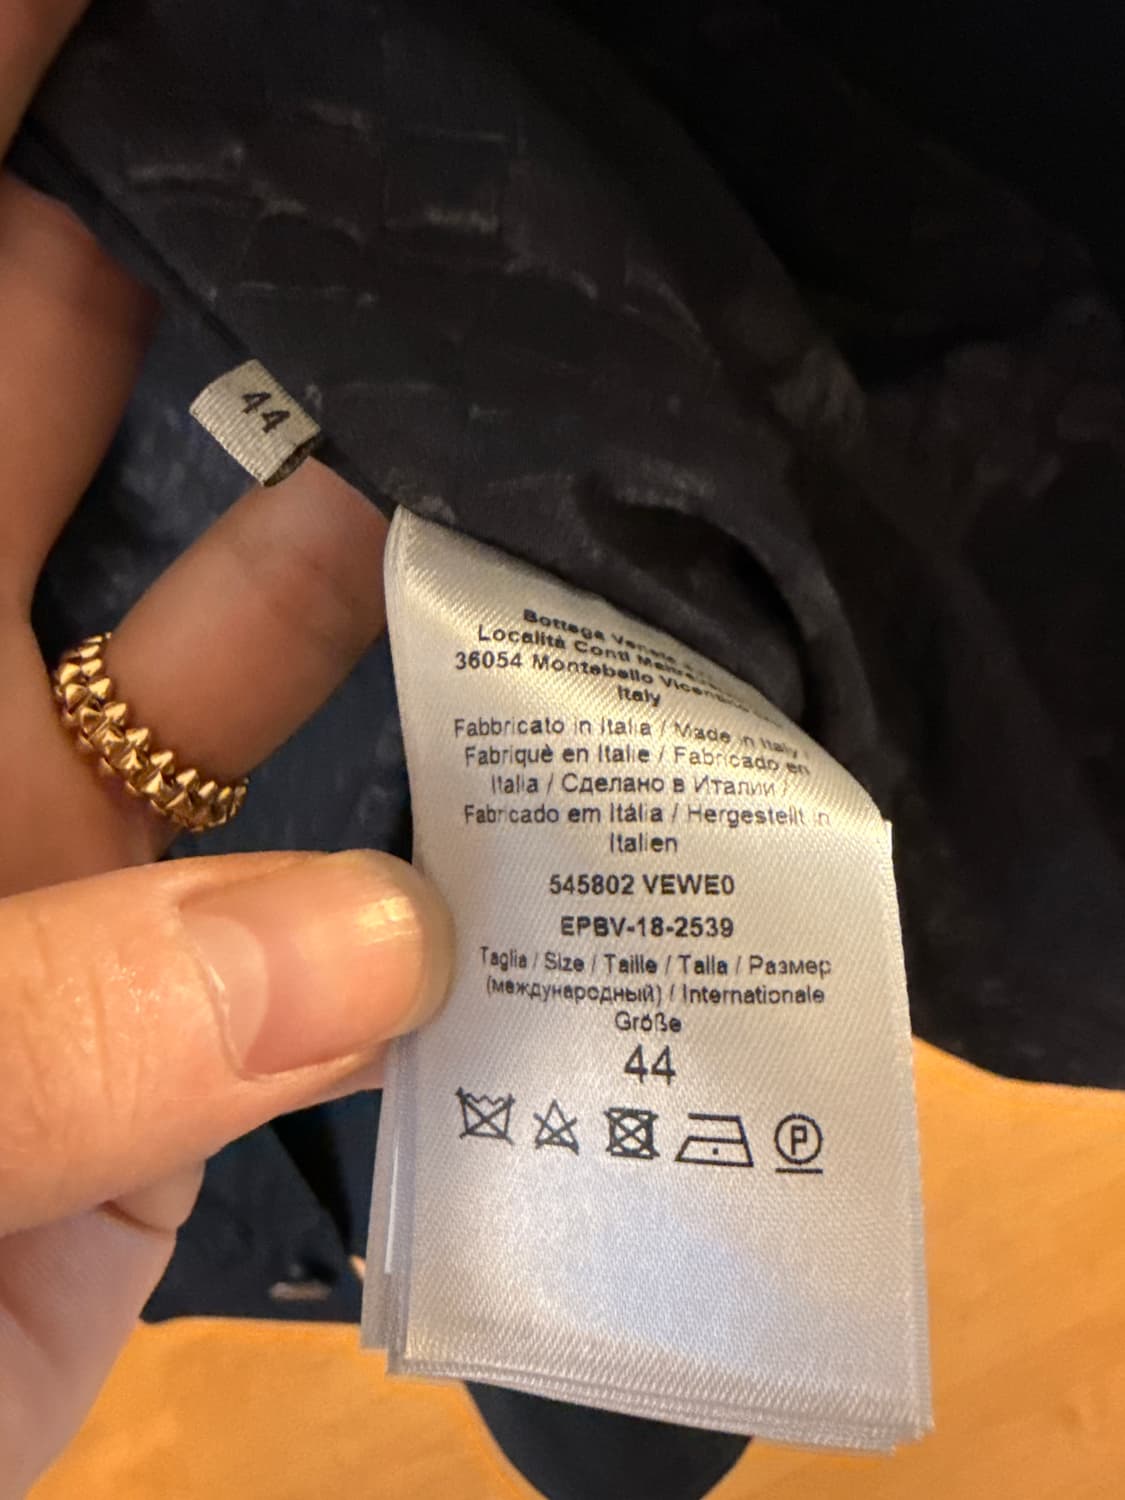 44
Bottega
Località Conti
36054 Montebello
Italy
Fabbricato in Italia / Made in Italy /
Fabriquè en Italie / Fabricado en
Italia / Сделано в Италии /
Fabricado em Itália / Hergestellt in
Italien
545802 VEWE0
EPBV-18-2539
Taglia / Size / Taille / Talla / Размер
(международный) / Internationale
Größe
44
P